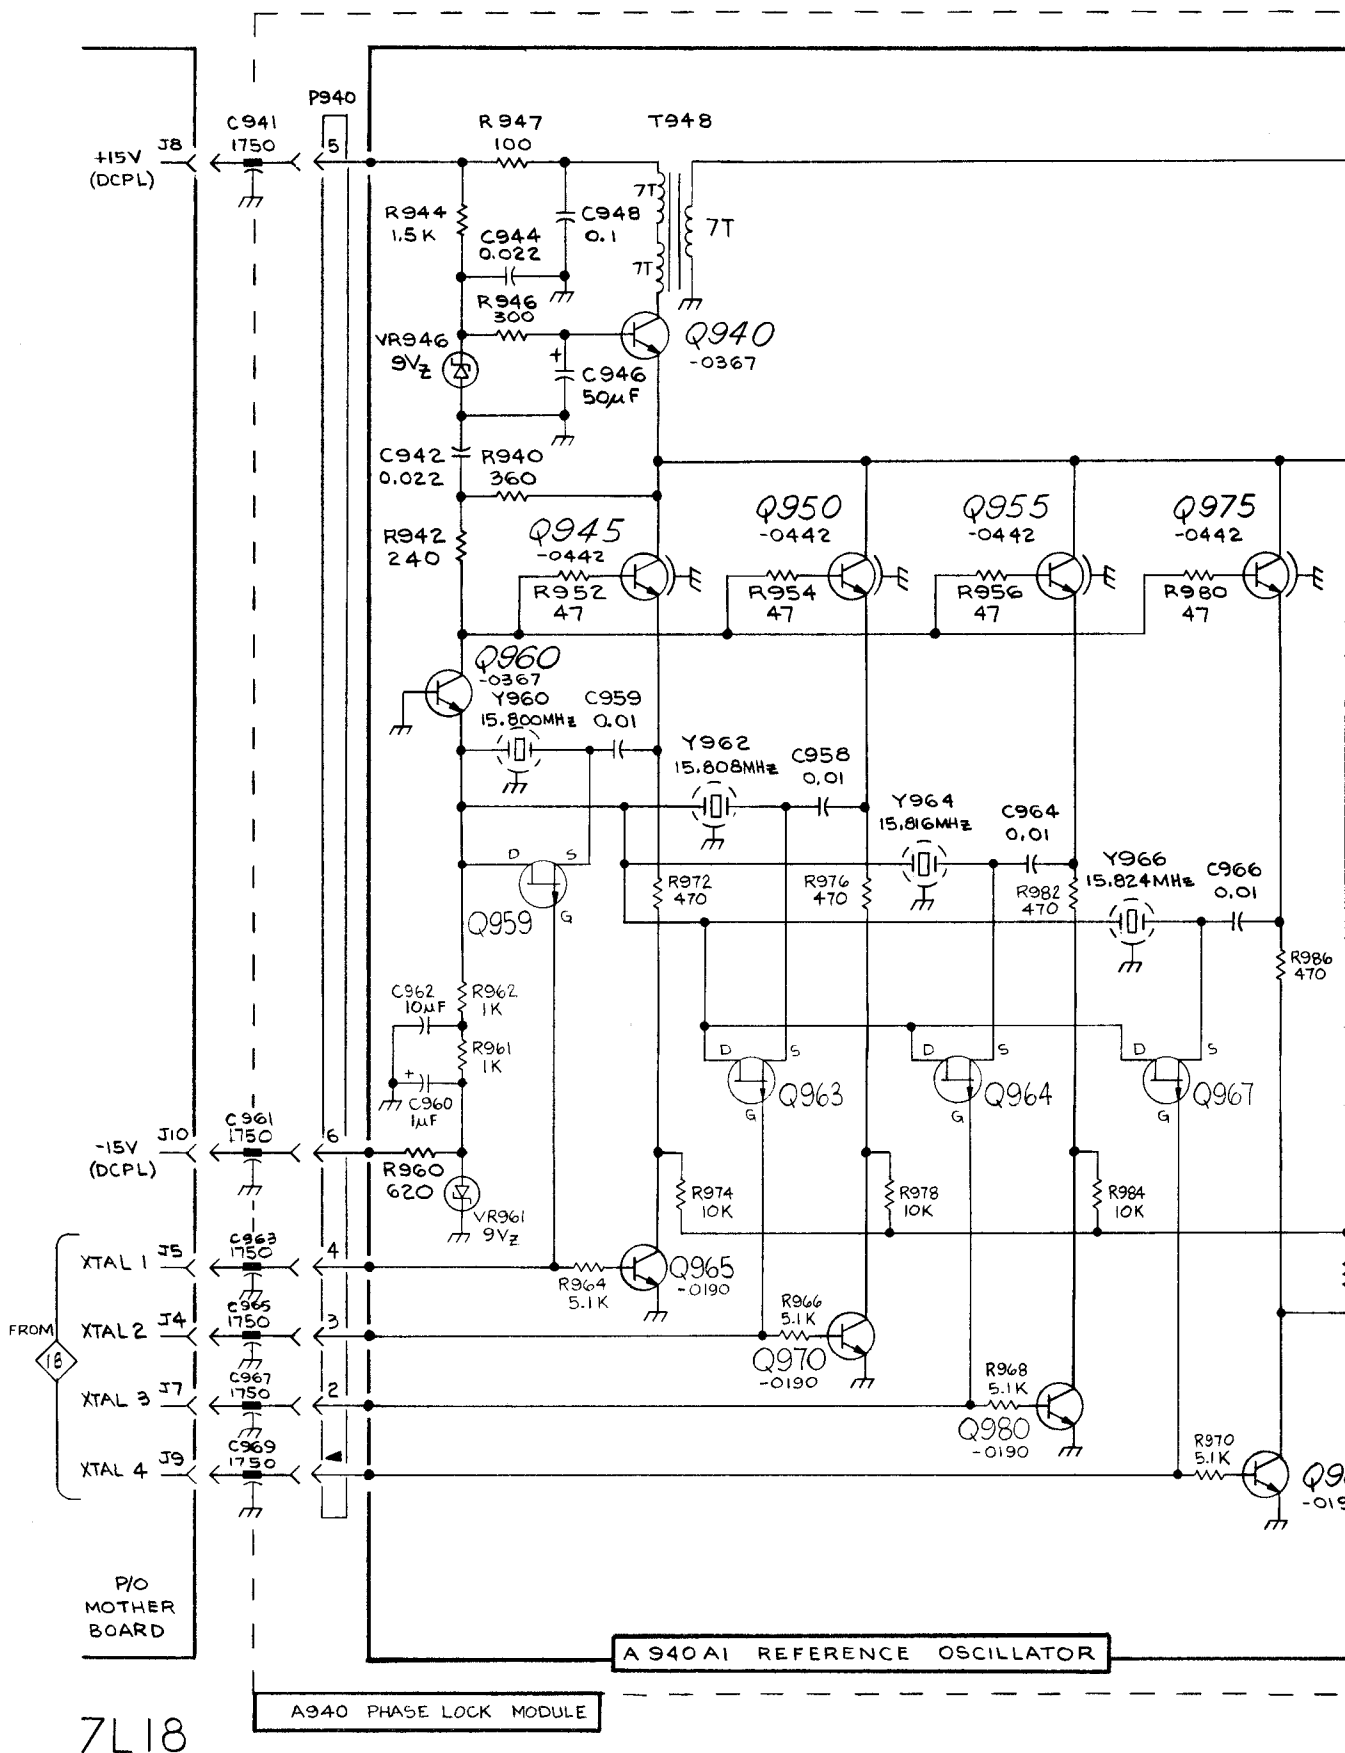 P940
C941
1750
J8
+15V
(DCPL)
5
R947
100
T948
7T
7T
7T
R944
1.5K
C944
0.022
C948
0.1
R946
300
VR946
9Vz
+
C946
50µF
Q940
-0367
C942
0.022
R940
360
R942
240
Q945
-0442
R952
47
Q950
-0442
R954
47
Q955
-0442
R956
47
Q975
-0442
R980
47
Q960
-0367
Y960
15.800MHz
C959
0.01
Y962
15.808MHz
C958
0.01
Y964
15.816MHz
C964
0.01
Y966
15.824MHz
C966
0.01
D
S
G
Q959
R972
470
R976
470
R982
470
R986
470
C962
10µF
R962
1K
R961
1K
+
C960
1µF
D
S
G
Q963
D
S
G
Q964
D
S
G
Q967
-15V
(DCPL)
J10
C961
1750
6
R960
620
VR961
9Vz
R974
10K
R978
10K
R984
10K
XTAL 1
J5
C963
1750
4
R964
5.1K
Q965
-0190
FROM
18
XTAL 2
J4
C965
1750
3
R966
5.1K
Q970
-0190
XTAL 3
J7
C967
1750
2
R968
5.1K
Q980
-0190
XTAL 4
J9
C969
1750
R970
5.1K
P/O
MOTHER
BOARD
A940A1 REFERENCE OSCILLATOR
A940 PHASE LOCK MODULE
7L18